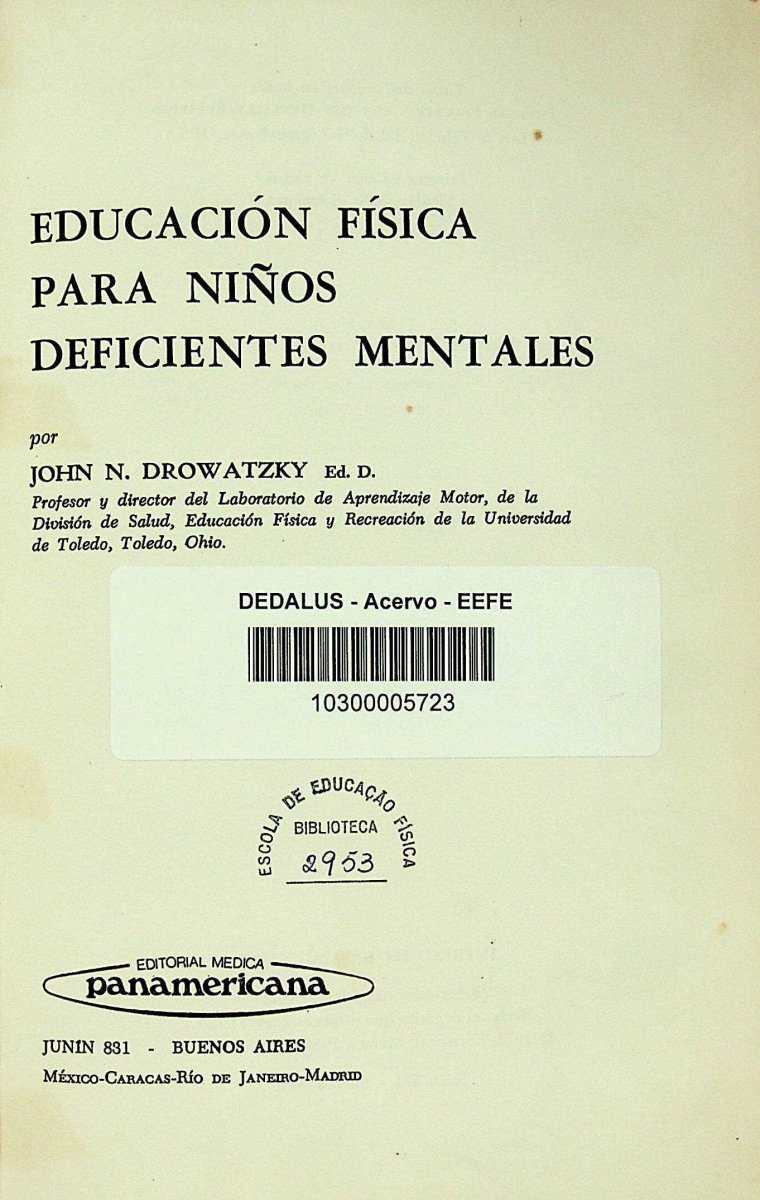 EDUCACIÓN FÍSICA
PARA NIÑOS
DEFICIENTES MENTALES
por
JOHN N. DROWATZKY Ed. D.
Profesor y director del Laboratorio de Aprendizaje Motor, de la
División de Salud, Educación Física y Recreación de la Universidad
de Toledo, Toledo, Ohio.
DEDALUS - Acervo - EEFE
10300005723
ESCOLA DE EDUCAÇÃO FÍSICA
BIBLIOTECA
2953
EDITORIAL MEDICA
panamericana
JUNIN 831 - BUENOS AIRES
México-Caracas-Río de Janeiro-Madrid